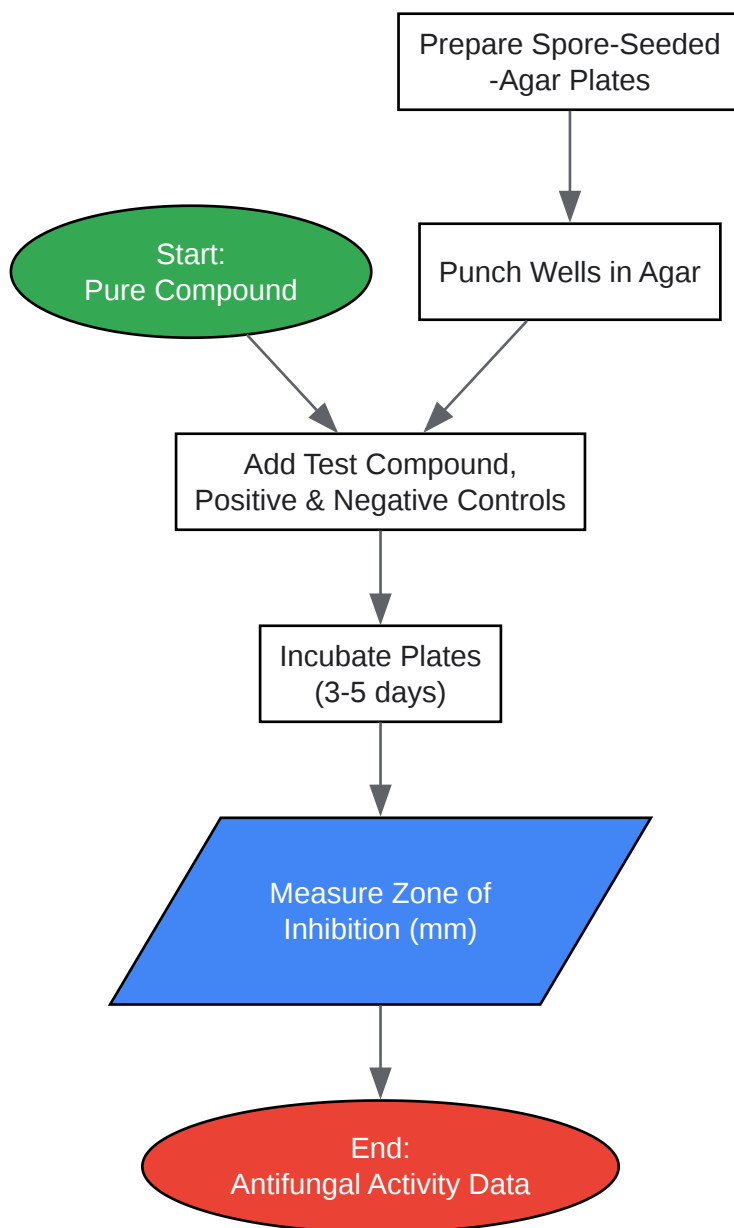 Prepare Spore-Seeded
-Agar Plates
Start:
Pure Compound
Punch Wells in Agar
Add Test Compound,
Positive & Negative Controls
Incubate Plates
(3-5 days)
Measure Zone of
Inhibition (mm)
End:
Antifungal Activity Data